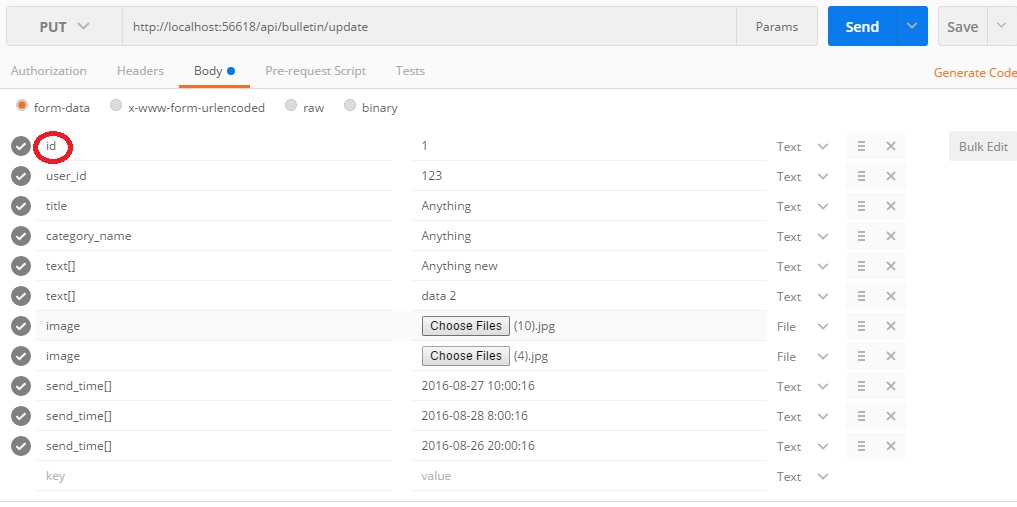 PUT http://localhost:56618/api/bulletin/update Params Send Save
Authorization Headers Body Pre-request Script Tests Generate Code
form-data x-www-form-urlencoded raw binary
id 1 Text Bulk Edit
user_id 123 Text
title Anything Text
category_name Anything Text
text[] Anything new Text
text[] data 2 Text
image Choose Files (10).jpg File
image Choose Files (4).jpg File
send_time[] 2016-08-27 10:00:16 Text
send_time[] 2016-08-28 8:00:16 Text
send_time[] 2016-08-26 20:00:16 Text
key value Text